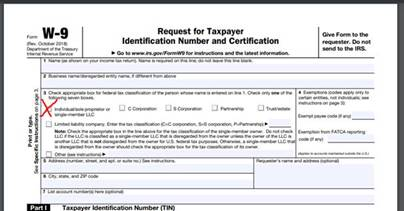 Form W-9
(Rev. October 2018)
Department of the Treasury
Internal Revenue Service
Request for Taxpayer
Identification Number and Certification
▶ Go to www.irs.gov/FormW9 for instructions and the latest information.
Give Form to the
requester. Do not
send to the IRS.
Print or type.
See Specific Instructions on page 3.
1 Name (as shown on your income tax return). Name is required on this line; do not leave this line blank.
2 Business name/disregarded entity name, if different from above
3 Check appropriate box for federal tax classification of the person whose name is entered on line 1. Check only one of the
following seven boxes.
Individual/sole proprietor or
single-member LLC
C Corporation
S Corporation
Partnership
Trust/estate
Limited liability company. Enter the tax classification (C=C corporation, S=S corporation, P=Partnership) ▶
Note: Check the appropriate box in the line above for the tax classification of the single-member owner. Do not check
LLC if the LLC is classified as a single-member LLC that is disregarded from the owner unless the owner of the LLC is
another LLC that is not disregarded from the owner for U.S. federal tax purposes. Otherwise, a single-member LLC that
is disregarded from the owner should check the appropriate box for the tax classification of its owner.
Other (see instructions) ▶
4 Exemptions (codes apply only to
certain entities, not individuals; see
instructions on page 3):
Exempt payee code (if any)
Exemption from FATCA reporting
code (if any)
(Applies to accounts maintained outside the U.S.)
5 Address (number, street, and apt. or suite no.) See instructions.
Requester's name and address (optional)
6 City, state, and ZIP code
7 List account number(s) here (optional)
Part I Taxpayer Identification Number (TIN)